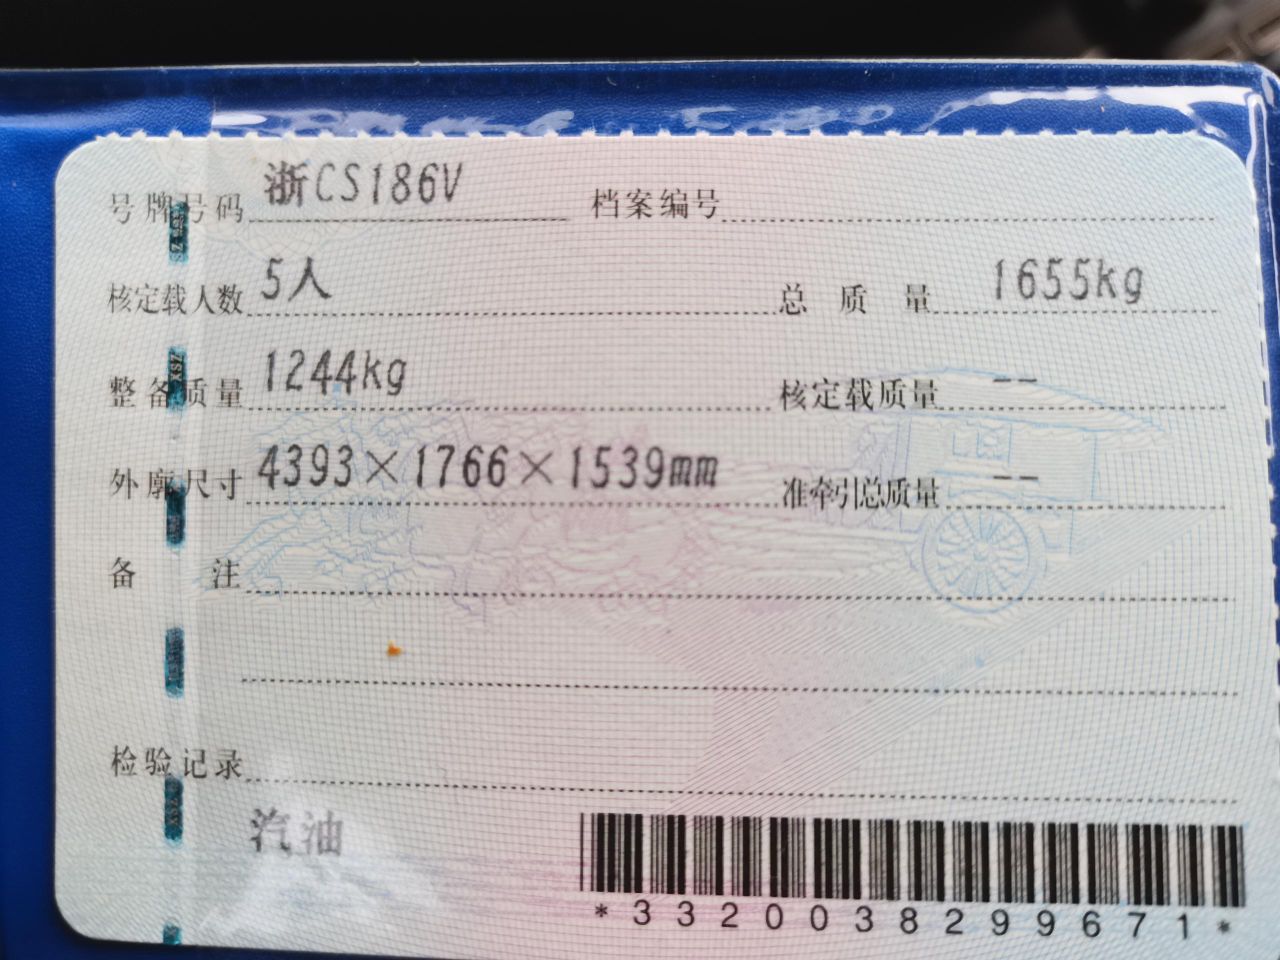 号牌号码 浙CS186V 档案编号
核定载人数 5人 总质量 1655kg
整备质量 1244kg 核定载质量 --
外廓尺寸 4393×1766×1539mm 准牵引总质量 --
备注
检验记录
汽油
*3320038299671*